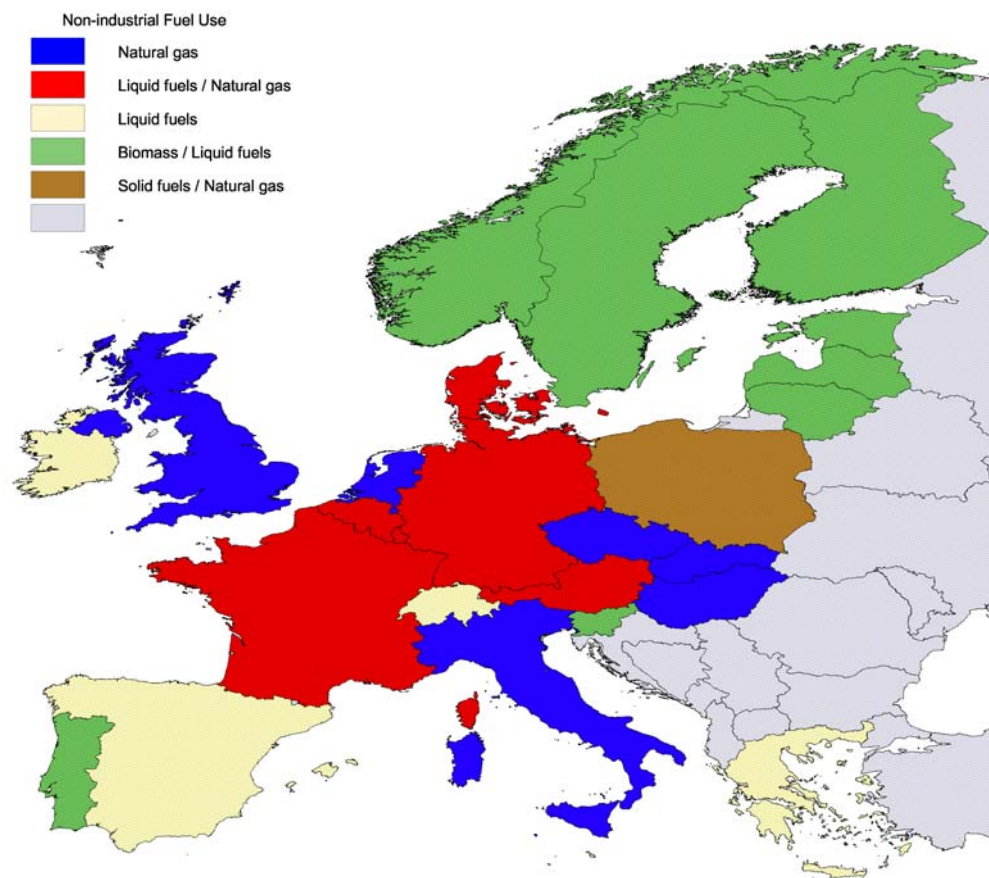 Non-industrial Fuel Use
Natural gas
Liquid fuels / Natural gas
Liquid fuels
Biomass / Liquid fuels
Solid fuels / Natural gas